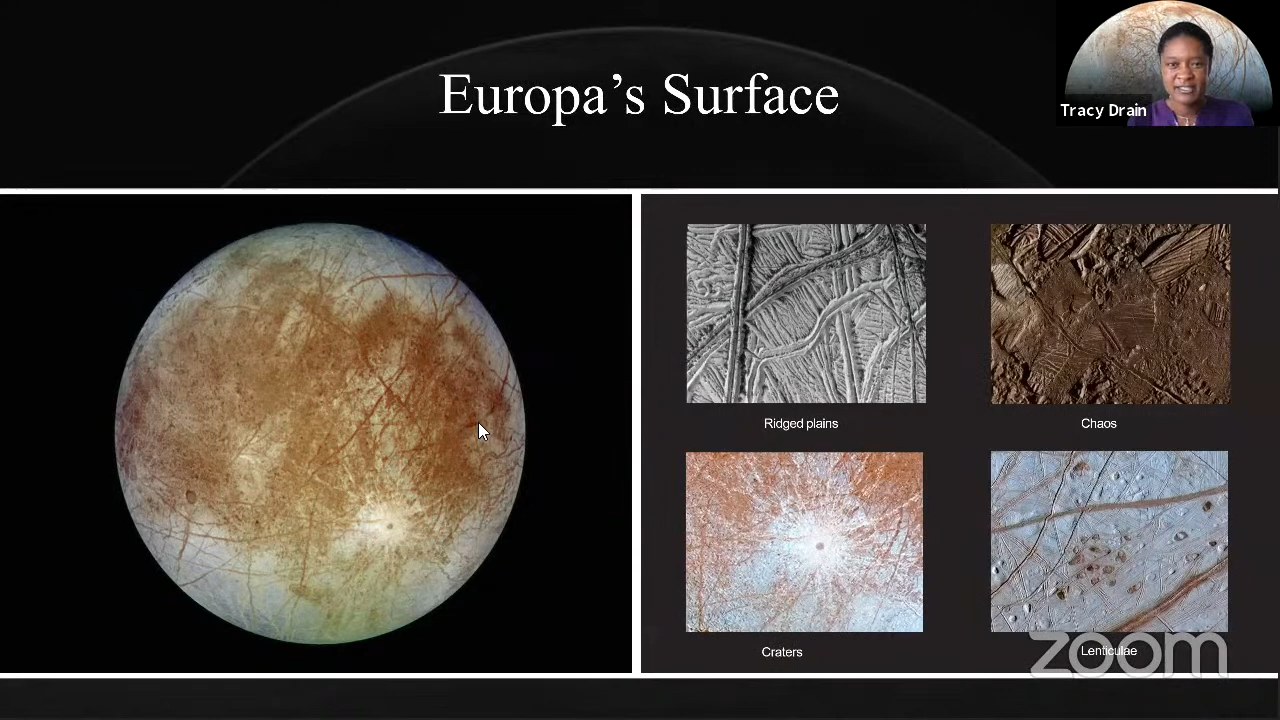 Europa's Surface
Tracy Drain
Ridged plains
Chaos
Craters
Lenticulae
zoom